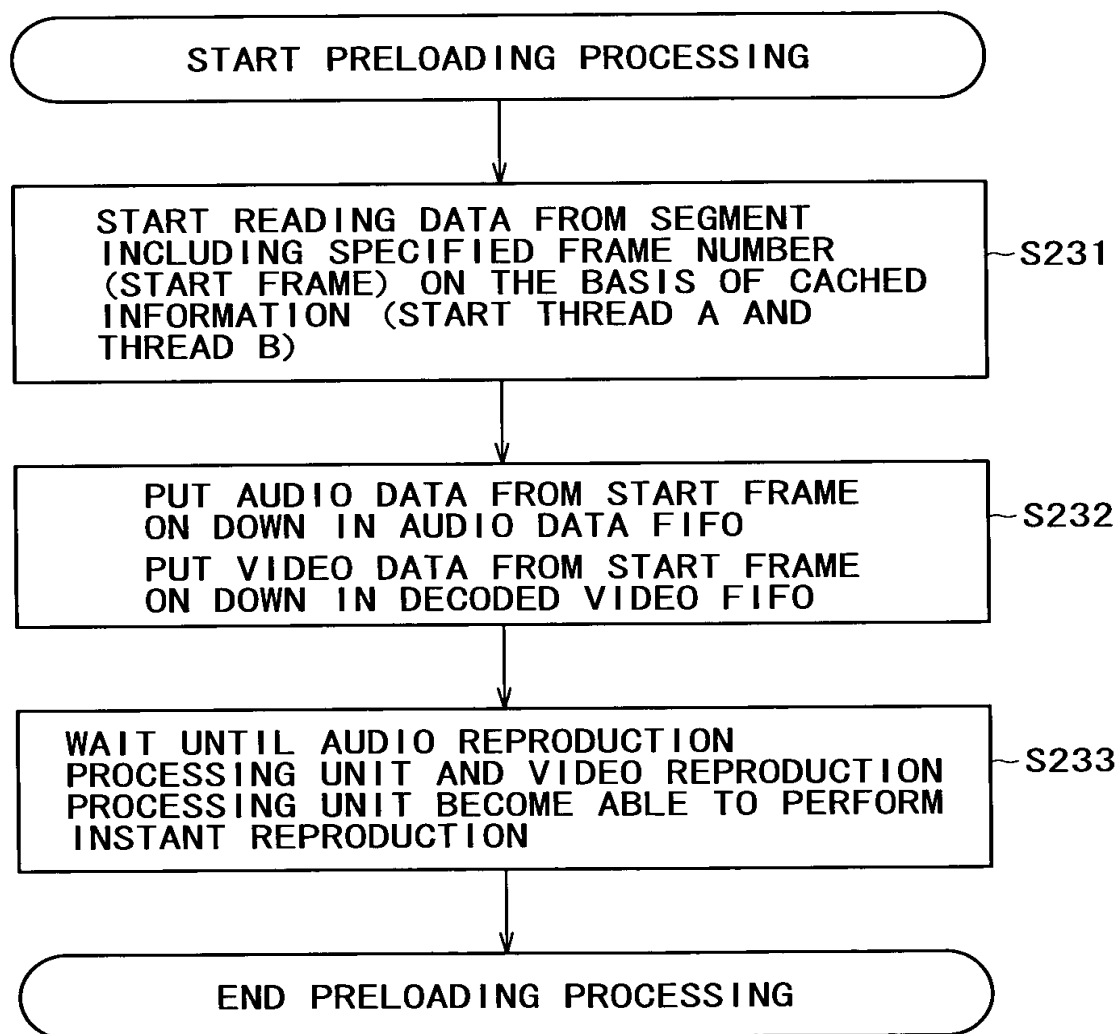 START PRELOADING PROCESSING
START READING DATA FROM SEGMENT
INCLUDING SPECIFIED FRAME NUMBER
(START FRAME) ON THE BASIS OF CACHED
INFORMATION (START THREAD A AND
THREAD B)
S231
PUT AUDIO DATA FROM START FRAME
ON DOWN IN AUDIO DATA FIFO
PUT VIDEO DATA FROM START FRAME
ON DOWN IN DECODED VIDEO FIFO
S232
WAIT UNTIL AUDIO REPRODUCTION
PROCESSING UNIT AND VIDEO REPRODUCTION
PROCESSING UNIT BECOME ABLE TO PERFORM
INSTANT REPRODUCTION
S233
END PRELOADING PROCESSING